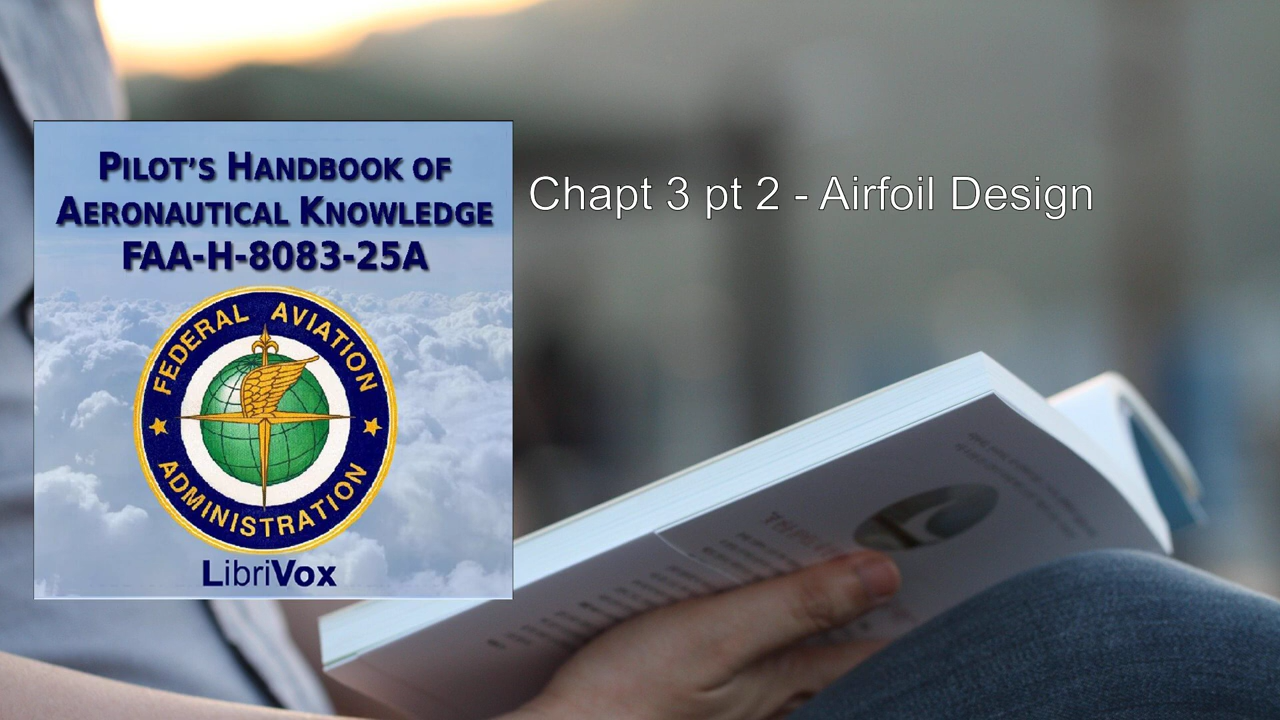 PILOT'S HANDBOOK OF
AERONAUTICAL KNOWLEDGE
FAA-H-8083-25A
FEDERAL AVIATION
ADMINISTRATION
LibriVox
Chapt 3 pt 2 - Airfoil Design